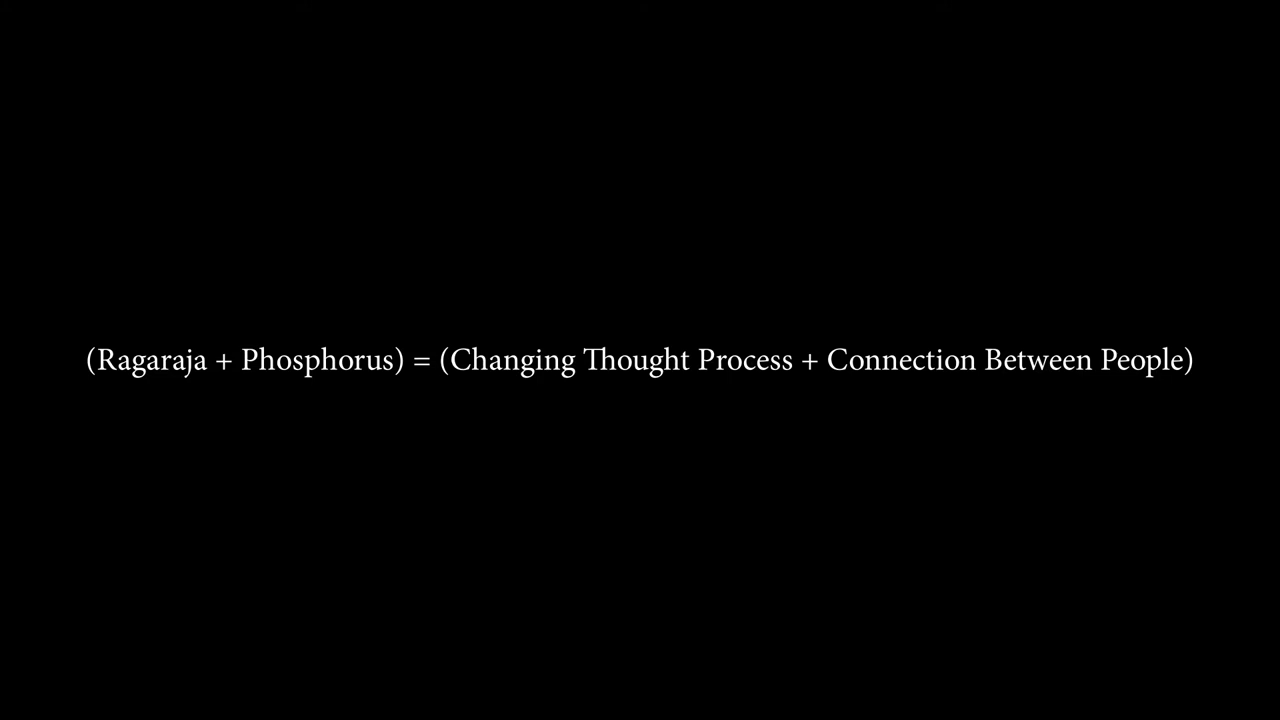 (Ragaraja + Phosphorus) = (Changing Thought Process + Connection Between People)